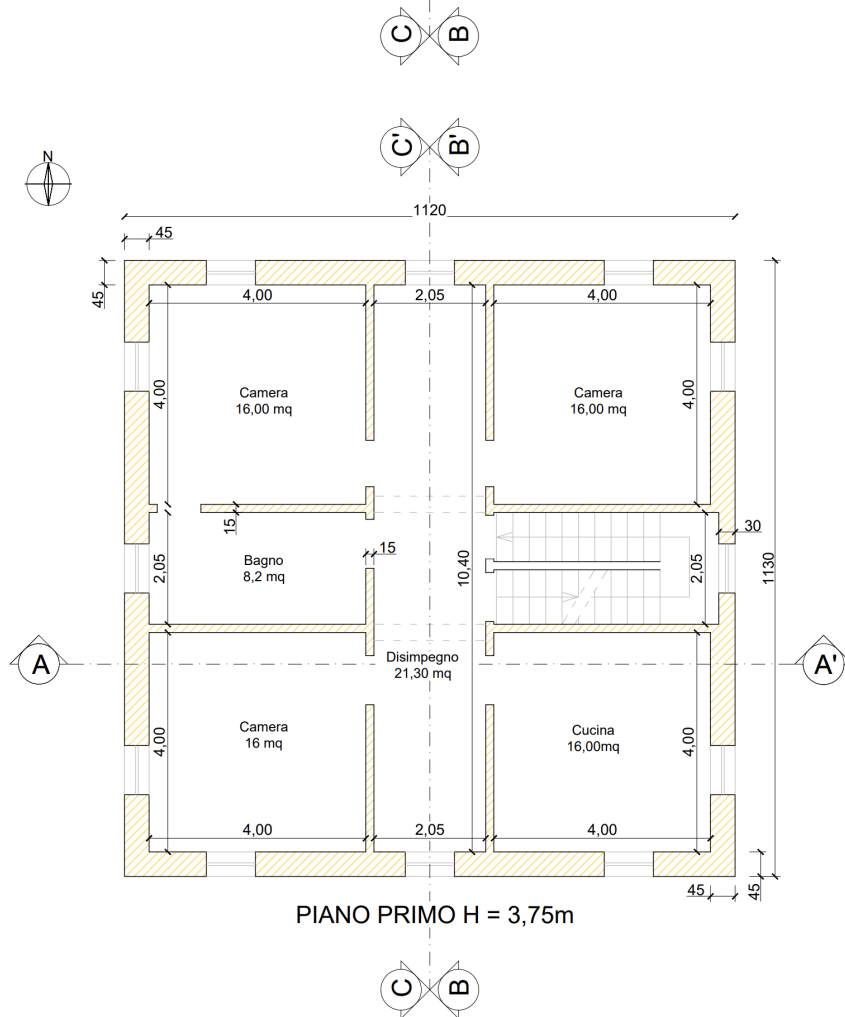 C B
C' B'
N
1120
45
45
4,00 2,05 4,00
4,00
4,00
Camera
16,00 mq
Camera
16,00 mq
15
30
15
Bagno
8,2 mq
2,05
10,40
2,05
1130
A
A'
Disimpegno
21,30 mq
Camera
16 mq
Cucina
16,00mq
4,00
4,00
4,00 2,05 4,00
45
45
PIANO PRIMO H = 3,75m
C B